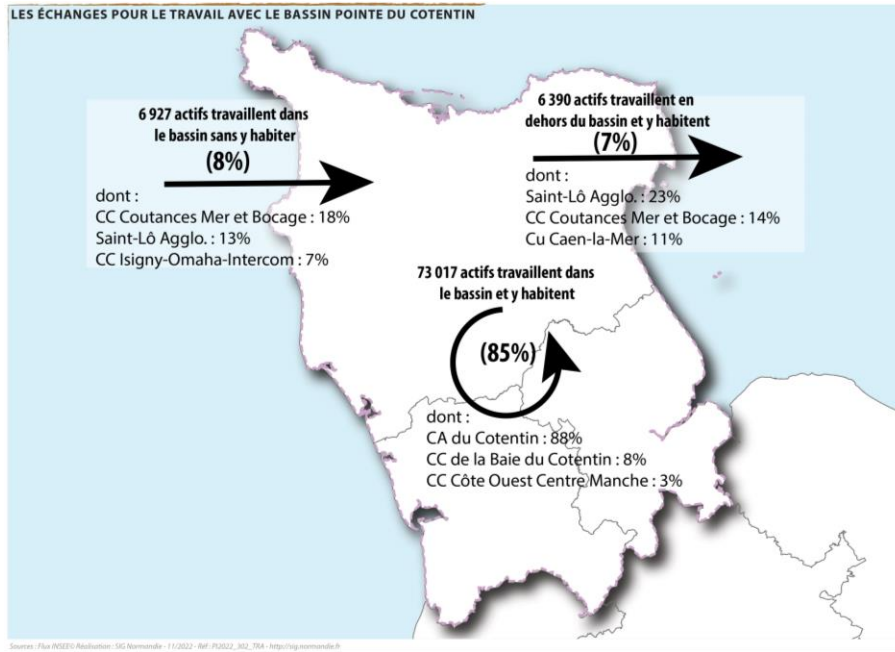 LES ÉCHANGES POUR LE TRAVAIL AVEC LE BASSIN POINTE DU COTENTIN
6 927 actifs travaillent dans
le bassin sans y habiter
(8%)
dont :
CC Coutances Mer et Bocage : 18%
Saint-Lô Agglo. : 13%
CC Isigny-Omaha-Intercom : 7%
6 390 actifs travaillent en
dehors du bassin et y habitent
(7%)
dont :
Saint-Lô Agglo. : 23%
CC Coutances Mer et Bocage : 14%
Cu Caen-la-Mer : 11%
73 017 actifs travaillent dans
le bassin et y habitent
(85%)
dont :
CA du Cotentin : 88%
CC de la Baie du Cotentin : 8%
CC Côte Ouest Centre Manche : 3%
Sources : Flux INSEE© Réalisation : SIG Normandie - 11/2022 - Réf : PI2022_302_TRA - http://sig.normandie.fr